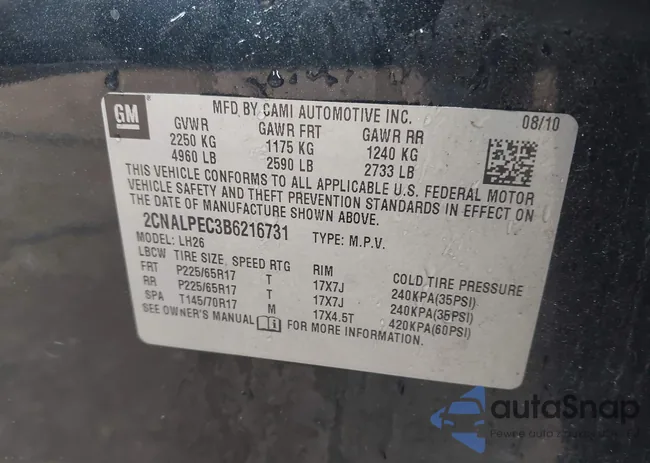 GM
MFD. BY CAMI AUTOMOTIVE INC. 08/10
GVWR GAWR FRT GAWR RR
2250 KG 1175 KG 1240 KG
4960 LB 2590 LB 2733 LB
THIS VEHICLE CONFORMS TO ALL APPLICABLE U.S. FEDERAL MOTOR
VEHICLE SAFETY AND THEFT PREVENTION STANDARDS IN EFFECT ON
THE DATE OF MANUFACTURE SHOWN ABOVE.
2CNALPEC3B6216731 TYPE: M.P.V.
MODEL: LH26
LBCW TIRE SIZE, SPEED RTG RIM COLD TIRE PRESSURE
FRT P225/65R17 T 17X7J 240KPA(35PSI)
RR P225/65R17 T 17X7J 240KPA(35PSI)
SPA T145/70R17 M 17X4.5T 420KPA(60PSI)
SEE OWNER'S MANUAL i FOR MORE INFORMATION.
autaSnap